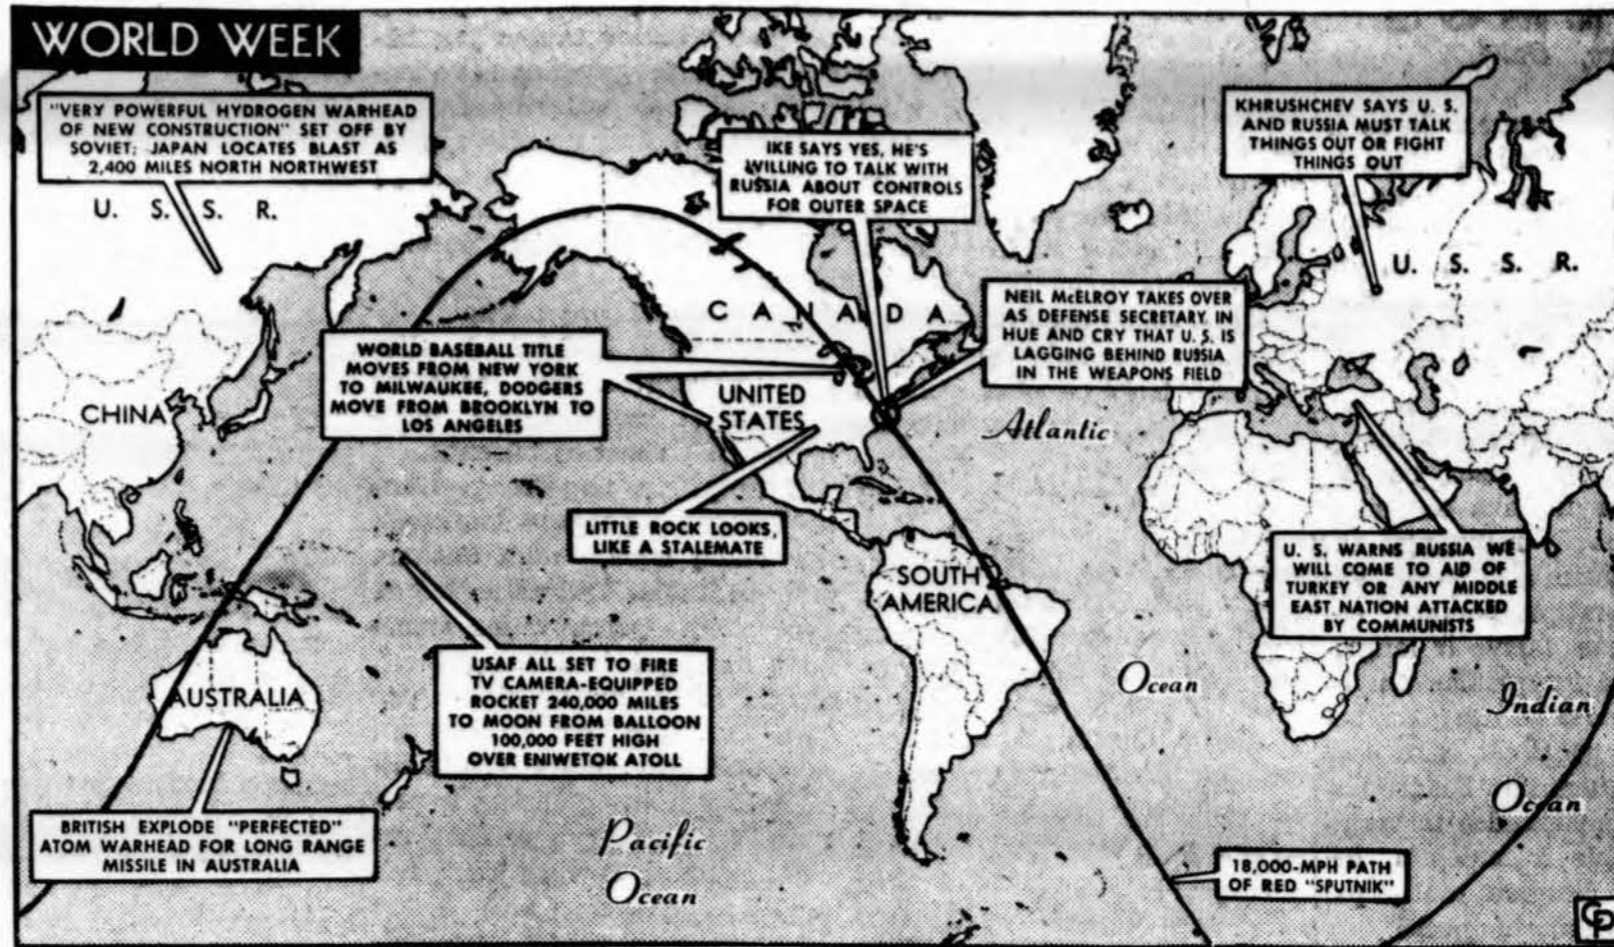 WORLD WEEK
"VERY POWERFUL HYDROGEN WARHEAD
OF NEW CONSTRUCTION" SET OFF BY
SOVIET; JAPAN LOCATES BLAST AS
2,400 MILES NORTH NORTHWEST
IKE SAYS YES, HE'S
WILLING TO TALK WITH
RUSSIA ABOUT CONTROLS
FOR OUTER SPACE
KHRUSHCHEV SAYS U. S.
AND RUSSIA MUST TALK
THINGS OUT OR FIGHT
THINGS OUT
U. S. S. R.
U. S. S. R.
CANADA
NEIL McELROY TAKES OVER
AS DEFENSE SECRETARY IN
HUE AND CRY THAT U. S. IS
LAGGING BEHIND RUSSIA
IN THE WEAPONS FIELD
WORLD BASEBALL TITLE
MOVES FROM NEW YORK
TO MILWAUKEE, DODGERS
MOVE FROM BROOKLYN TO
LOS ANGELES
CHINA
UNITED
STATES
Atlantic
LITTLE ROCK LOOKS
LIKE A STALEMATE
U. S. WARNS RUSSIA WE
WILL COME TO AID OF
TURKEY OR ANY MIDDLE
EAST NATION ATTACKED
BY COMMUNISTS
SOUTH
AMERICA
USAF ALL SET TO FIRE
TV CAMERA-EQUIPPED
ROCKET 240,000 MILES
TO MOON FROM BALLOON
100,000 FEET HIGH
OVER ENIWETOK ATOLL
AUSTRALIA
Ocean
Indian
Ocean
BRITISH EXPLODE "PERFECTED"
ATOM WARHEAD FOR LONG RANGE
MISSILE IN AUSTRALIA
Pacific
Ocean
18,000-MPH PATH
OF RED "SPUTNIK"
CP